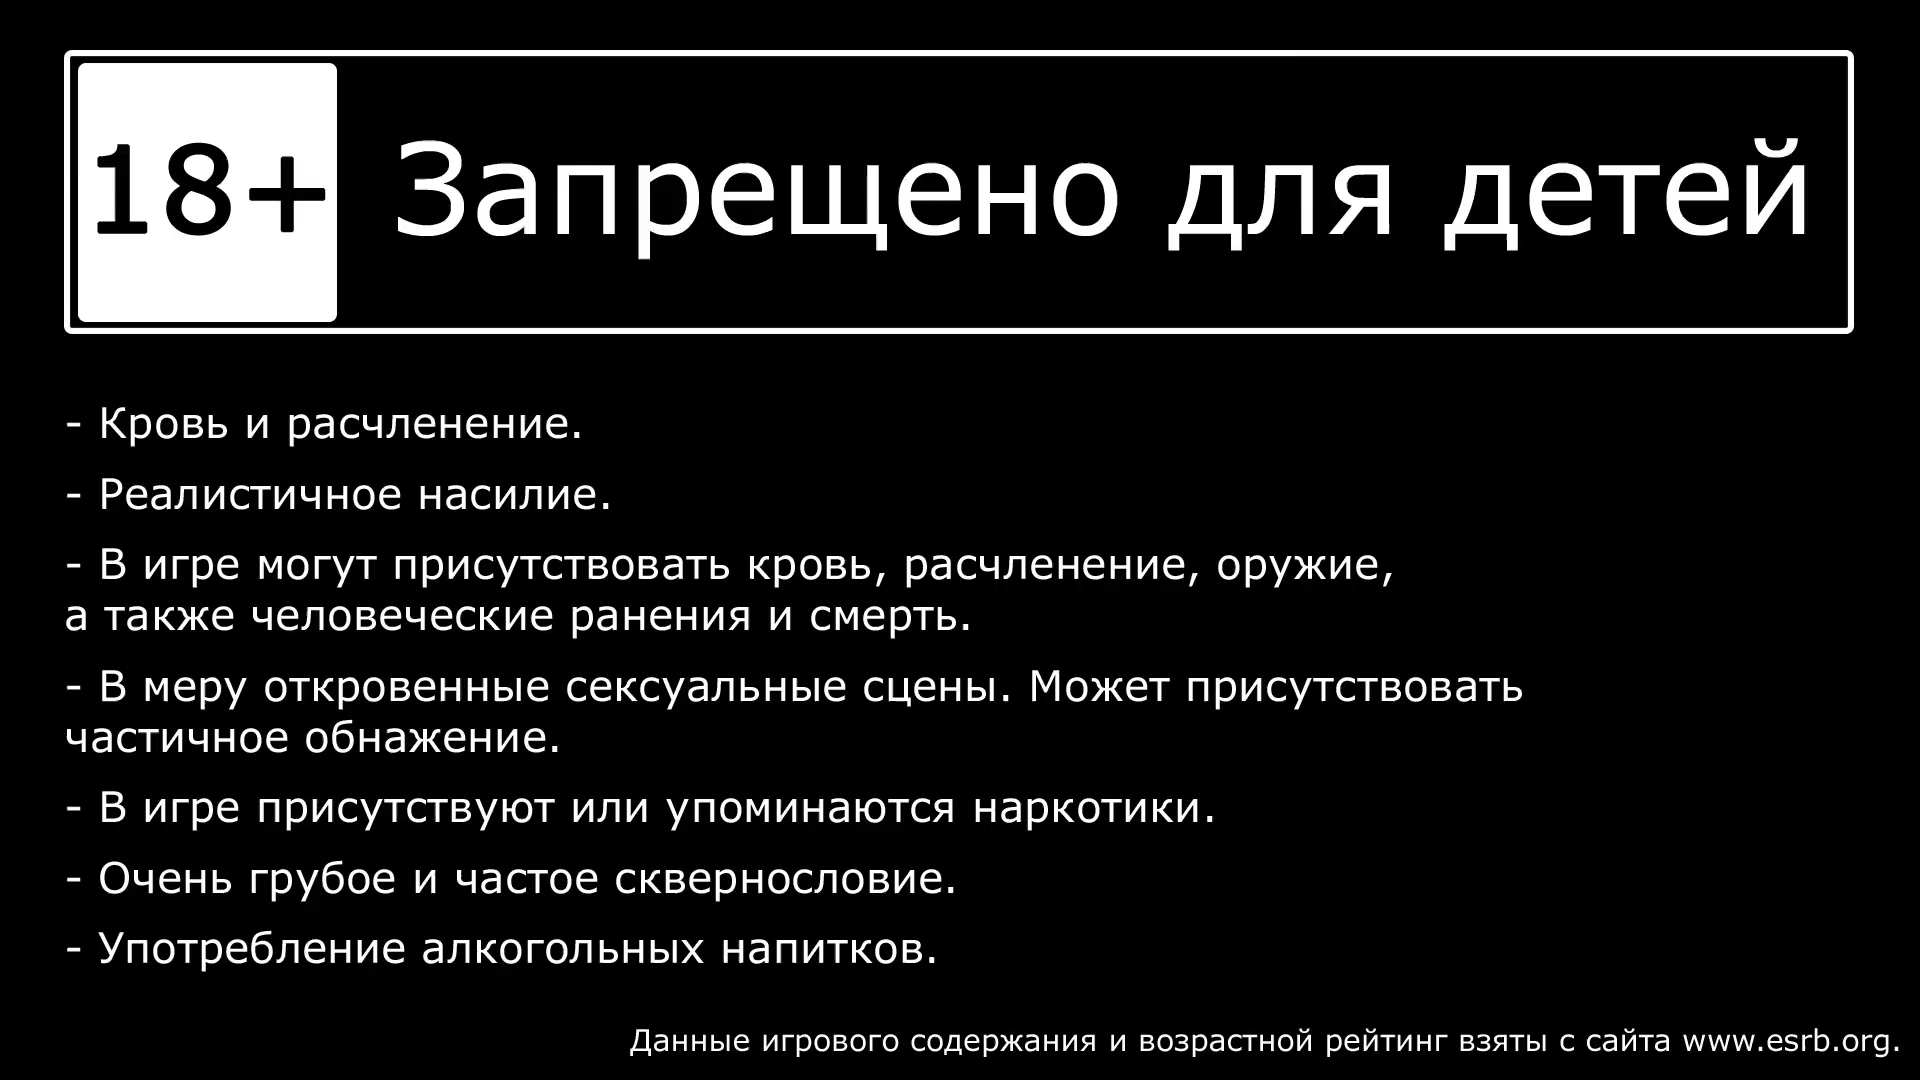 18+ Запрещено для детей
- Кровь и расчленение.
- Реалистичное насилие.
- В игре могут присутствовать кровь, расчленение, оружие,
а также человеческие ранения и смерть.
- В меру откровенные сексуальные сцены. Может присутствовать
частичное обнажение.
- В игре присутствуют или упоминаются наркотики.
- Очень грубое и частое сквернословие.
- Употребление алкогольных напитков.
Данные игрового содержания и возрастной рейтинг взяты с сайта www.esrb.org.